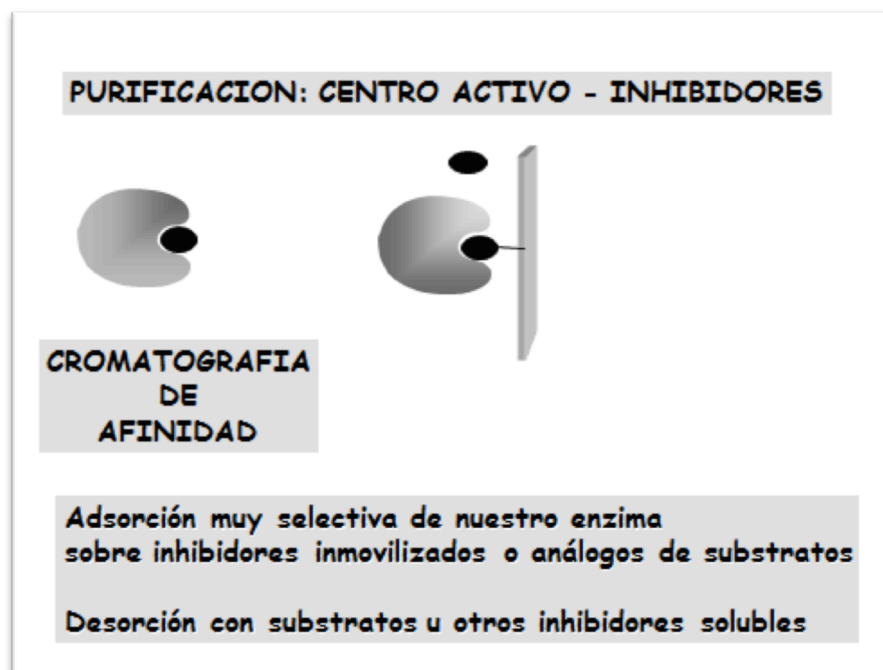 PURIFICACION: CENTRO ACTIVO - INHIBIDORES
CROMATOGRAFIA
DE
AFINIDAD
Adsorción muy selectiva de nuestro enzima
sobre inhibidores inmovilizados o análogos de substratos
Desorción con substratos u otros inhibidores solubles